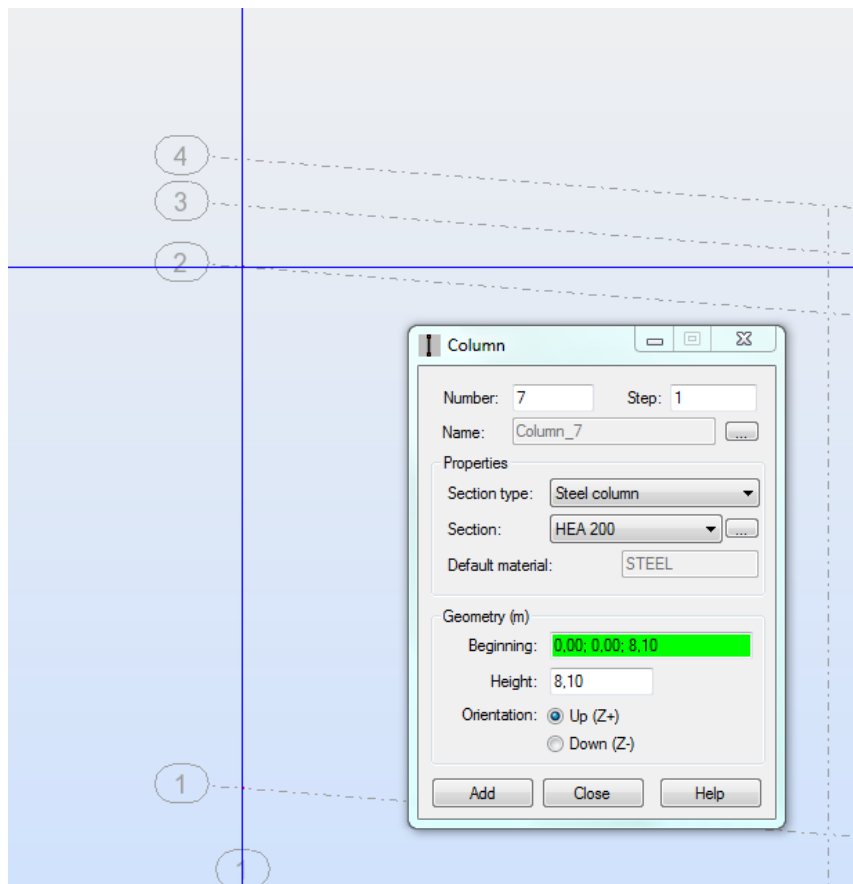 4
3
2
Column
Number: 7 Step: 1
Name: Column_7 ...
Properties
Section type: Steel column
Section: HEA 200 ...
Default material: STEEL
Geometry (m)
Beginning: 0,00; 0,00; 8,10
Height: 8,10
Orientation: Up (Z+)
Down (Z-)
Add Close Help
1
1